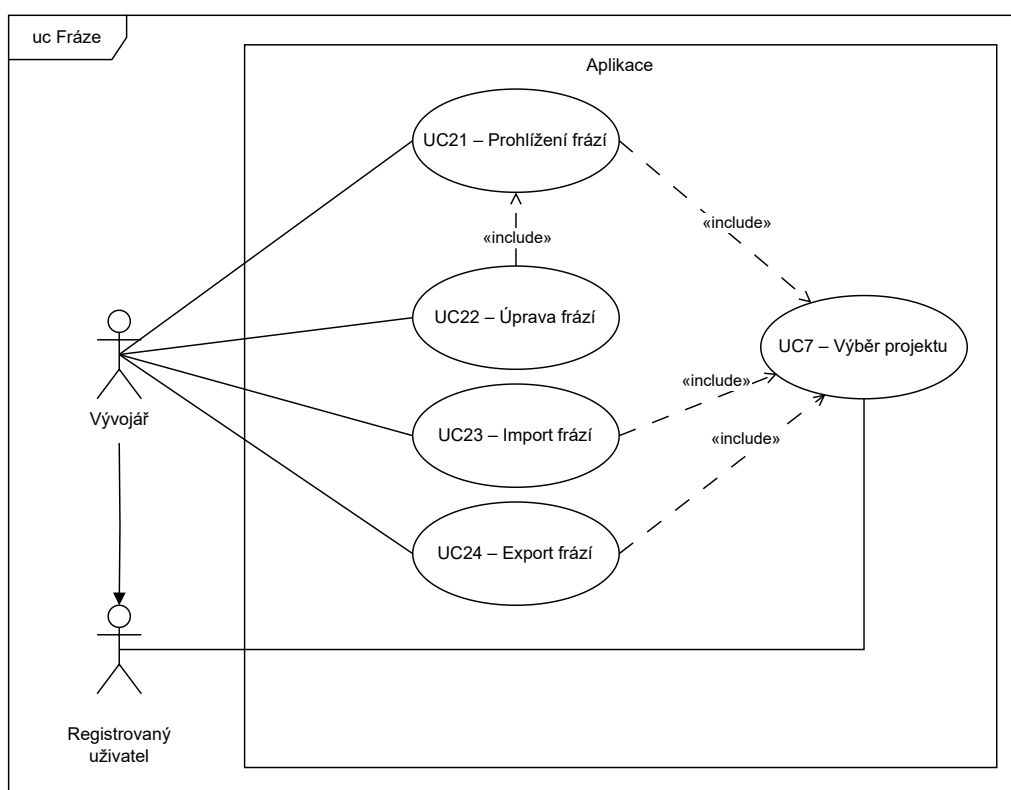 uc Fráze
Aplikace
UC21 – Prohlížení frází
«include»
«include»
UC22 – Úprava frází
UC7 – Výběr projektu
«include»
Vývojář
UC23 – Import frází
«include»
UC24 – Export frází
Registrovaný
uživatel